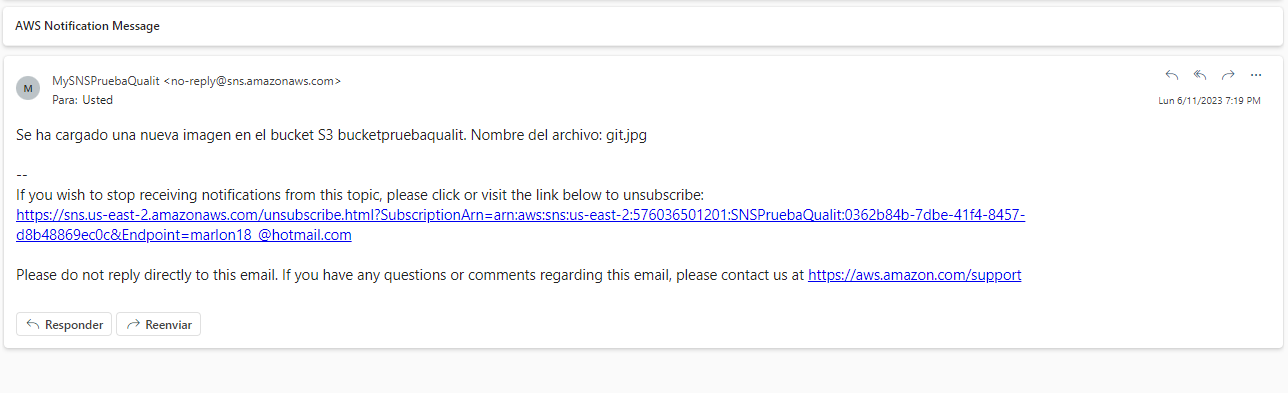 AWS Notification Message
M
MySNSPruebaQualit <no-reply@sns.amazonaws.com>
Para: Usted
Lun 6/11/2023 7:19 PM
Se ha cargado una nueva imagen en el bucket S3 bucketpruebaqualit. Nombre del archivo: git.jpg
--
If you wish to stop receiving notifications from this topic, please click or visit the link below to unsubscribe:
https://sns.us-east-2.amazonaws.com/unsubscribe.html?SubscriptionArn=arn:aws:sns:us-east-2:576036501201:SNSPruebaQualit:0362b84b-7dbe-41f4-8457-
d8b48869ec0c&Endpoint=marlon18_@hotmail.com
Please do not reply directly to this email. If you have any questions or comments regarding this email, please contact us at https://aws.amazon.com/support
Responder
Reenviar